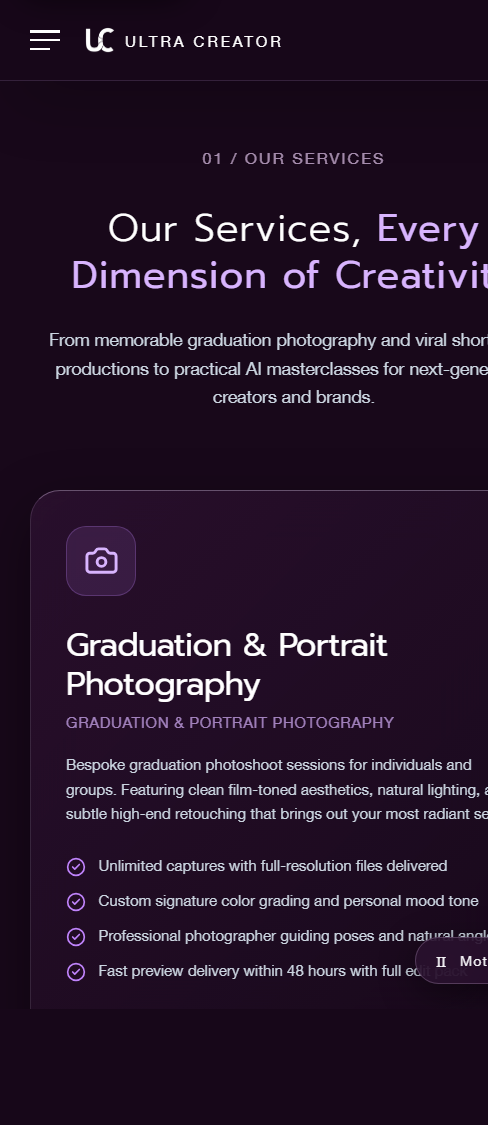 UC ULTRA CREATOR
01 / OUR SERVICES
Our Services, Every
Dimension of Creativit
From memorable graduation photography and viral short
productions to practical AI masterclasses for next-gene
creators and brands.
Graduation & Portrait
Photography
GRADUATION & PORTRAIT PHOTOGRAPHY
Bespoke graduation photoshoot sessions for individuals and
groups. Featuring clean film-toned aesthetics, natural lighting, a
subtle high-end retouching that brings out your most radiant se
Unlimited captures with full-resolution files delivered
Custom signature color grading and personal mood tone
Professional photographer guiding poses and natural angle
Fast preview delivery within 48 hours with full edit pack
Mot